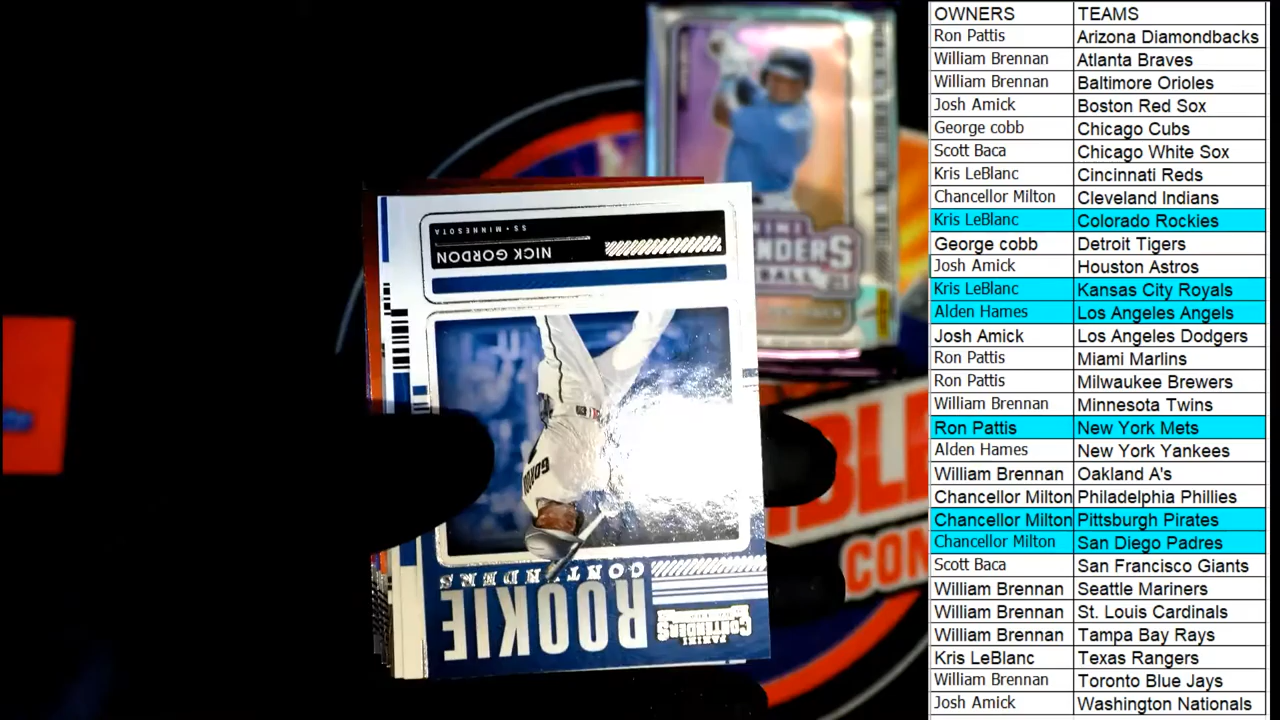 SS • MINNESOTA
NICK GORDON
GORDON
CONTENDERS
ROOKIE
PANINI
CONTENDERS
CON
OWNERS TEAMS
Ron Pattis Arizona Diamondbacks
William Brennan Atlanta Braves
William Brennan Baltimore Orioles
Josh Amick Boston Red Sox
George cobb Chicago Cubs
Scott Baca Chicago White Sox
Kris LeBlanc Cincinnati Reds
Chancellor Milton Cleveland Indians
Kris LeBlanc Colorado Rockies
George cobb Detroit Tigers
Josh Amick Houston Astros
Kris LeBlanc Kansas City Royals
Alden Hames Los Angeles Angels
Josh Amick Los Angeles Dodgers
Ron Pattis Miami Marlins
Ron Pattis Milwaukee Brewers
William Brennan Minnesota Twins
Ron Pattis New York Mets
Alden Hames New York Yankees
William Brennan Oakland A's
Chancellor Milton Philadelphia Phillies
Chancellor Milton Pittsburgh Pirates
Chancellor Milton San Diego Padres
Scott Baca San Francisco Giants
William Brennan Seattle Mariners
William Brennan St. Louis Cardinals
William Brennan Tampa Bay Rays
Kris LeBlanc Texas Rangers
William Brennan Toronto Blue Jays
Josh Amick Washington Nationals